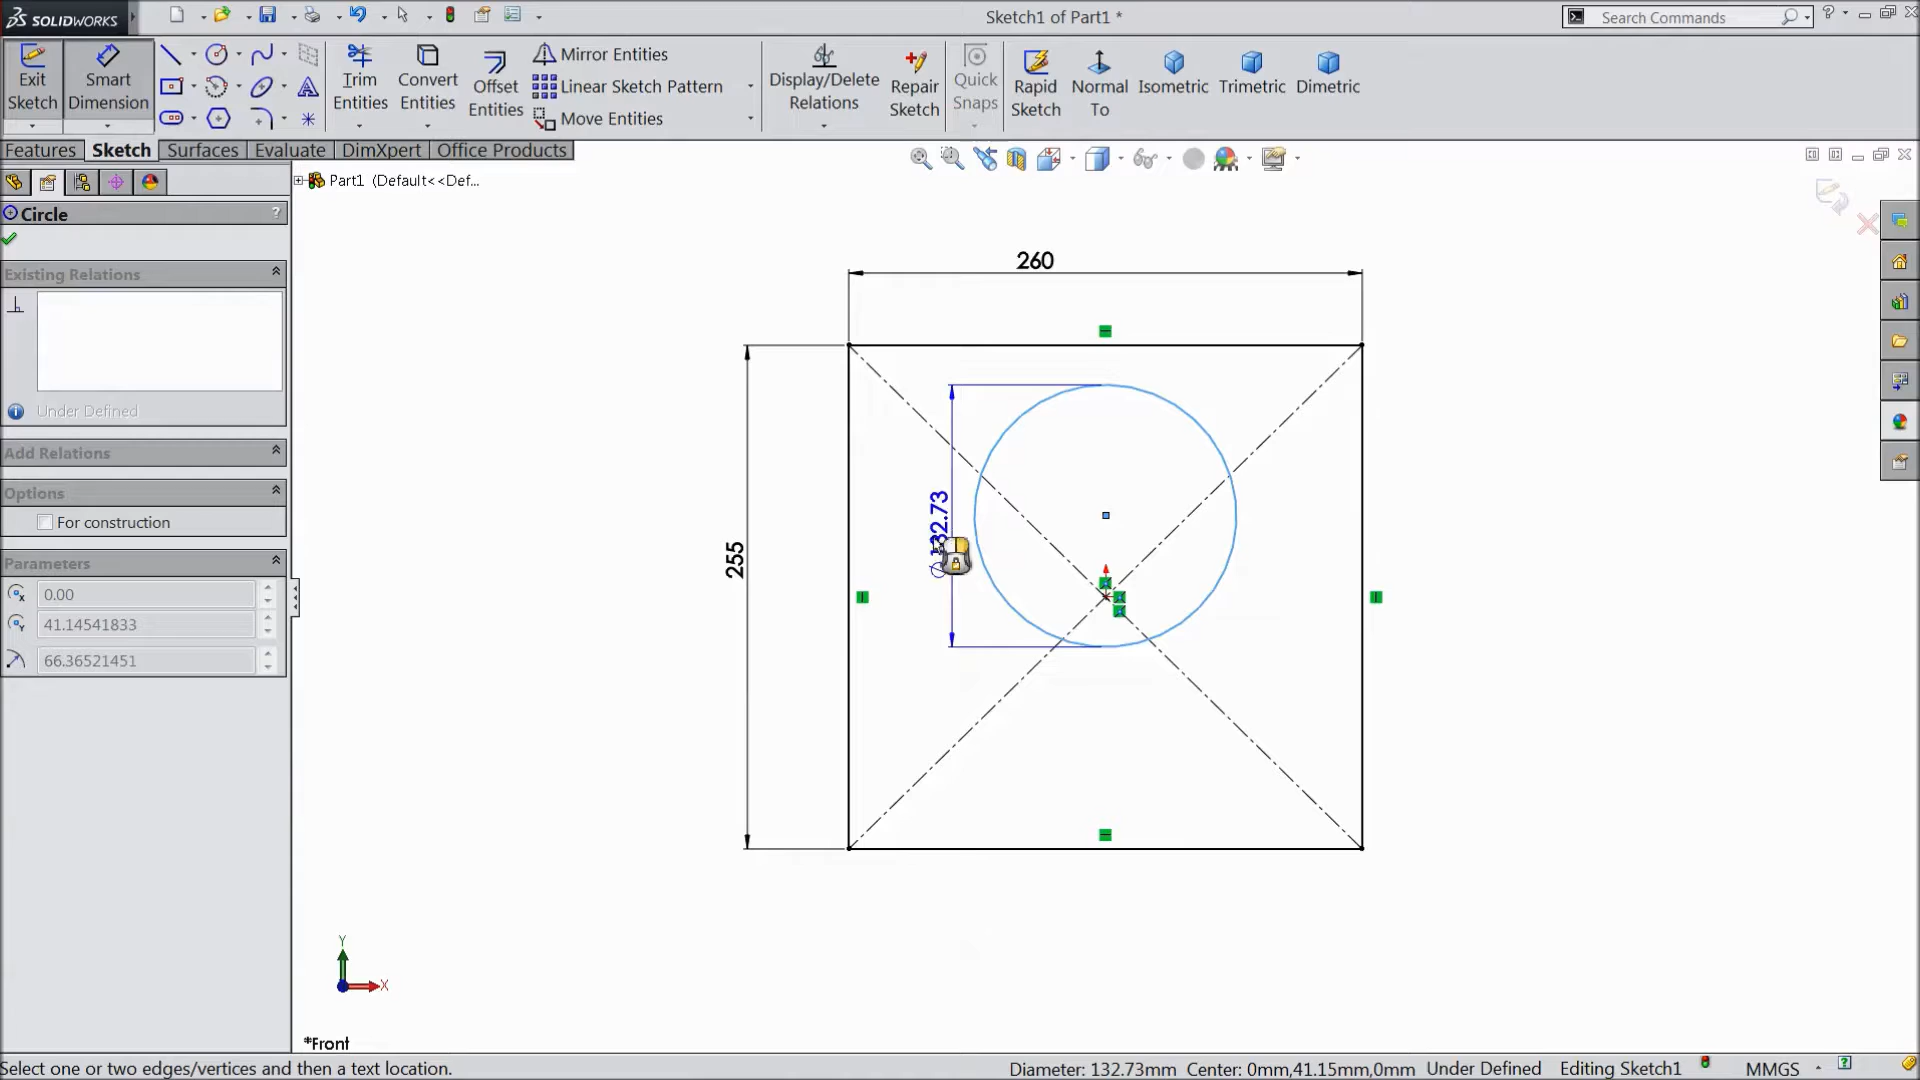 SOLIDWORKS
Sketch1 of Part1 *
Search Commands
Exit Sketch
Smart Dimension
Trim Entities
Convert Entities
Offset Entities
Mirror Entities
Linear Sketch Pattern
Move Entities
Display/Delete Relations
Repair Sketch
Quick Snaps
Rapid Sketch
Normal To
Isometric
Trimetric
Dimetric
Features
Sketch
Surfaces
Evaluate
DimXpert
Office Products
Part1 (Default<<Def...
Circle
?
Existing Relations
Under Defined
Add Relations
Options
For construction
Parameters
0.00
41.14541833
66.36521451
260
255
Y
X
*Front
Select one or two edges/vertices and then a text location.
Diameter: 132.73mm Center: 0mm,41.15mm,0mm Under Defined Editing Sketch1 MMGS